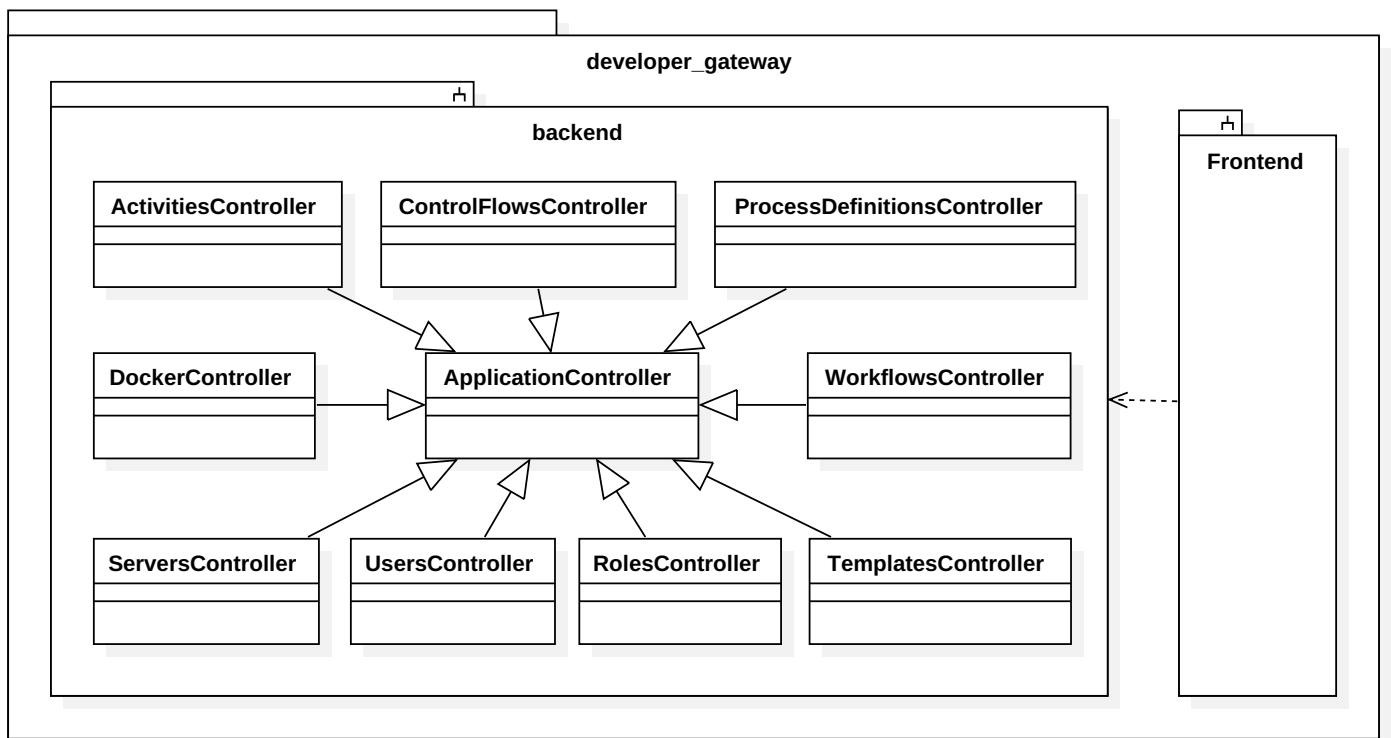 developer_gateway
backend
Frontend
ActivitiesController
ControlFlowsController
ProcessDefinitionsController
DockerController
ApplicationController
WorkflowsController
ServersController
UsersController
RolesController
TemplatesController